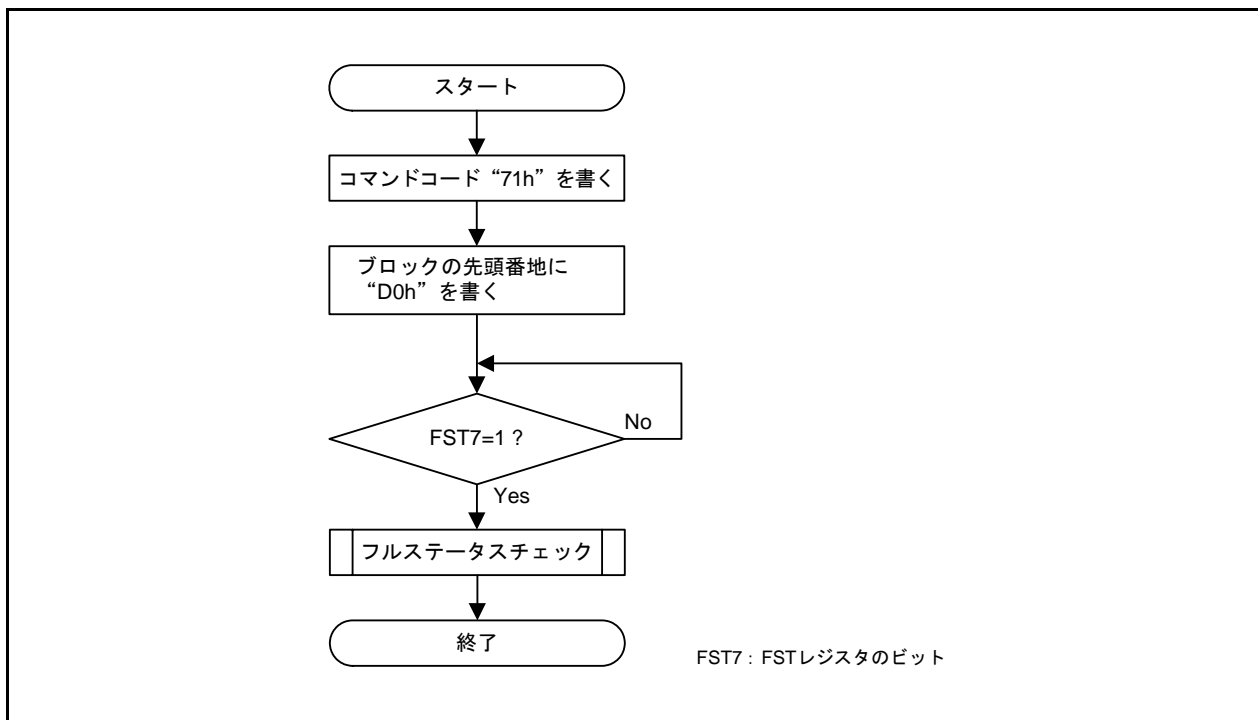 スタート
コマンドコード“71h”を書く
ブロックの先頭番地に
“D0h”を書く
FST7=1 ?
No
Yes
フルステータスチェック
終了
FST7 : FSTレジスタのビット